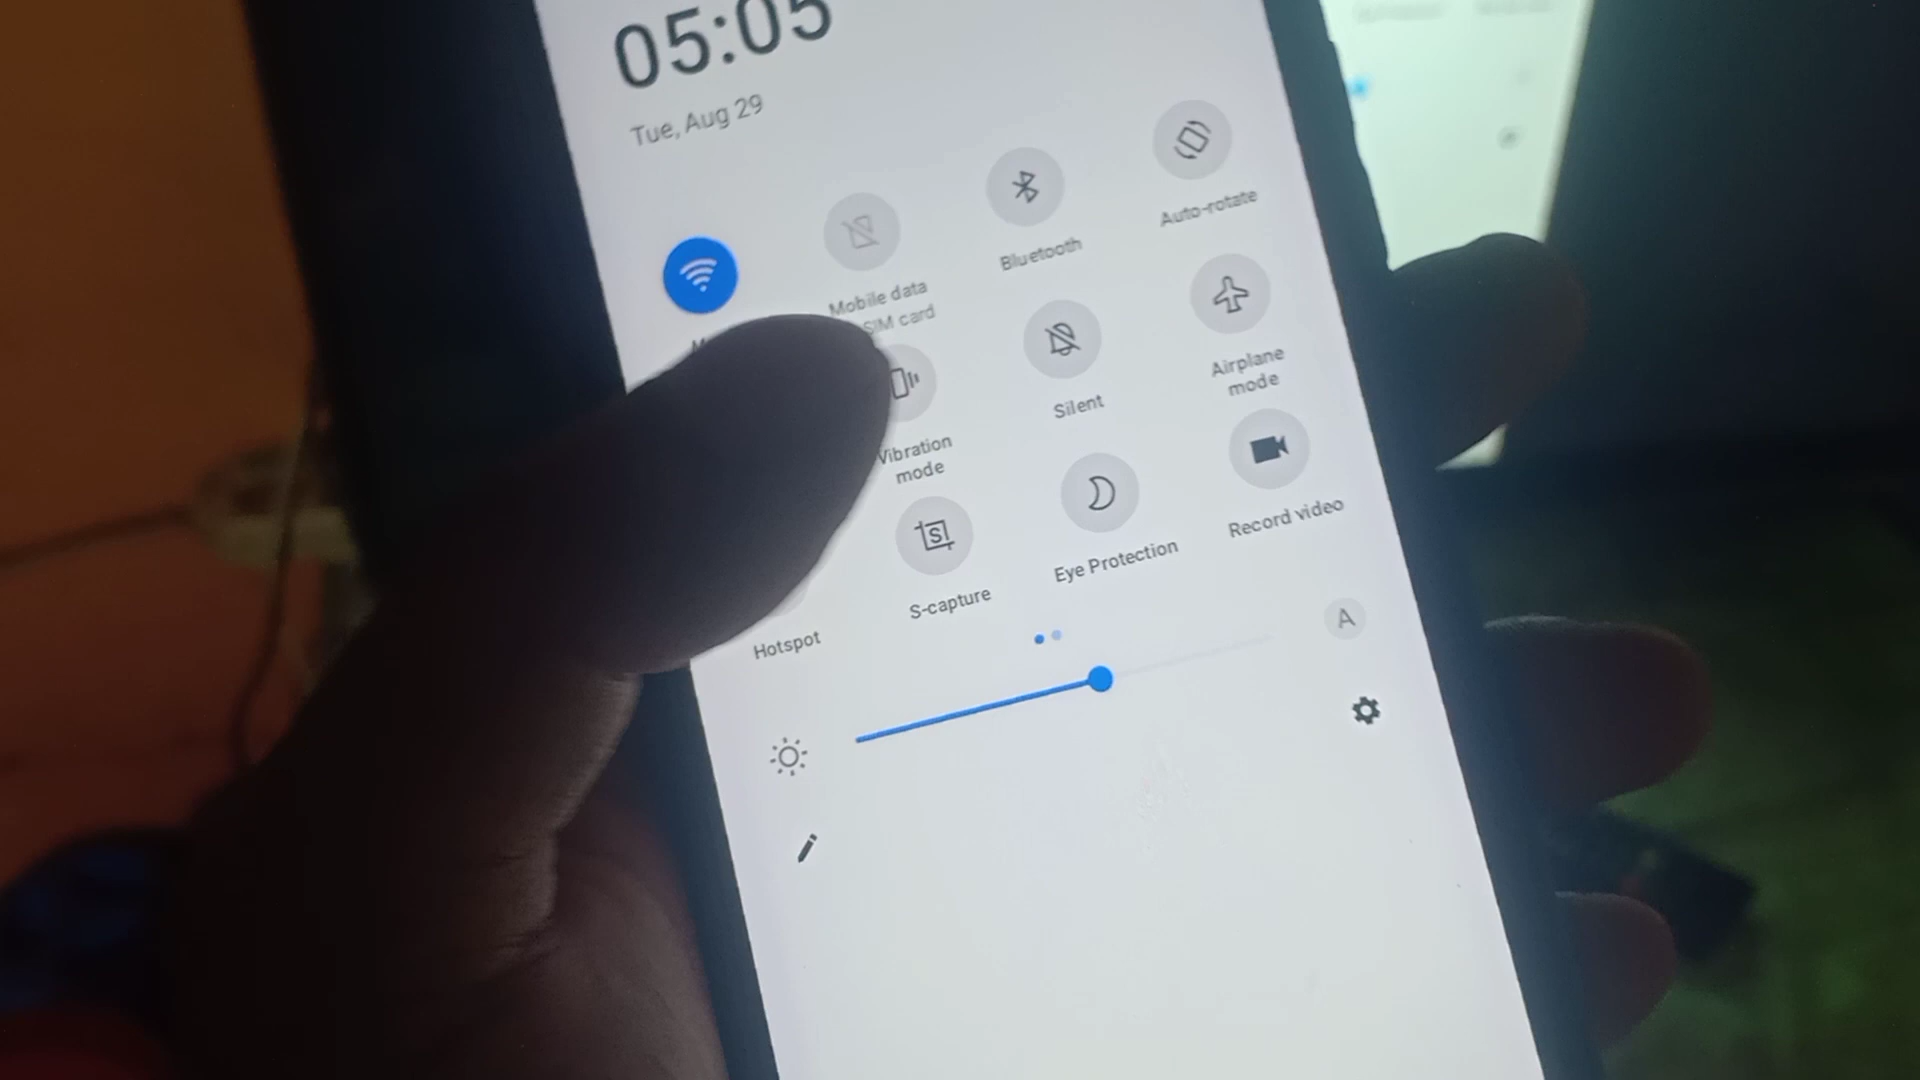 05:05
Tue, Aug 29
Mobile data
SIM card
Bluetooth
Auto-rotate
Vibration
mode
Silent
Airplane
mode
Hotspot
S-capture
Eye Protection
Record video
A